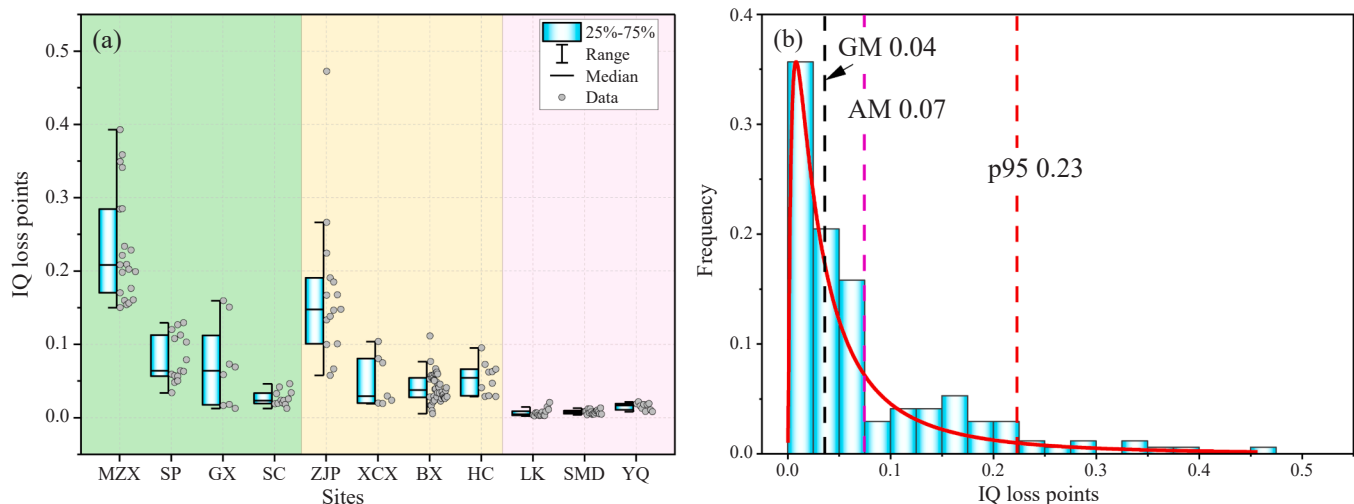 (a)
25%-75%
Range
Median
Data
0.5
0.4
0.3
0.2
0.1
0.0
IQ loss points
MZX SP GX SC ZJP XCX BX HC LK SMD YQ
Sites
(b)
GM 0.04
AM 0.07
p95 0.23
0.4
0.3
0.2
0.1
0.0
Frequency
0.0 0.1 0.2 0.3 0.4 0.5
IQ loss points